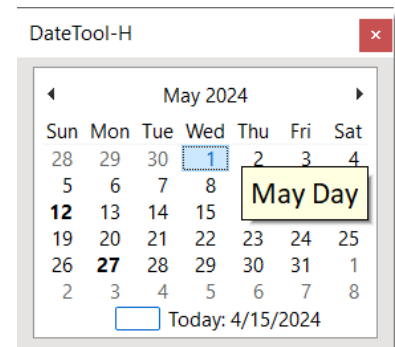 DateTool-H
May 2024
Sun Mon Tue Wed Thu Fri Sat
28 29 30 1 2 3 4
5 6 7 8
May Day
12 13 14 15
19 20 21 22 23 24 25
26 27 28 29 30 31 1
2 3 4 5 6 7 8
Today: 4/15/2024